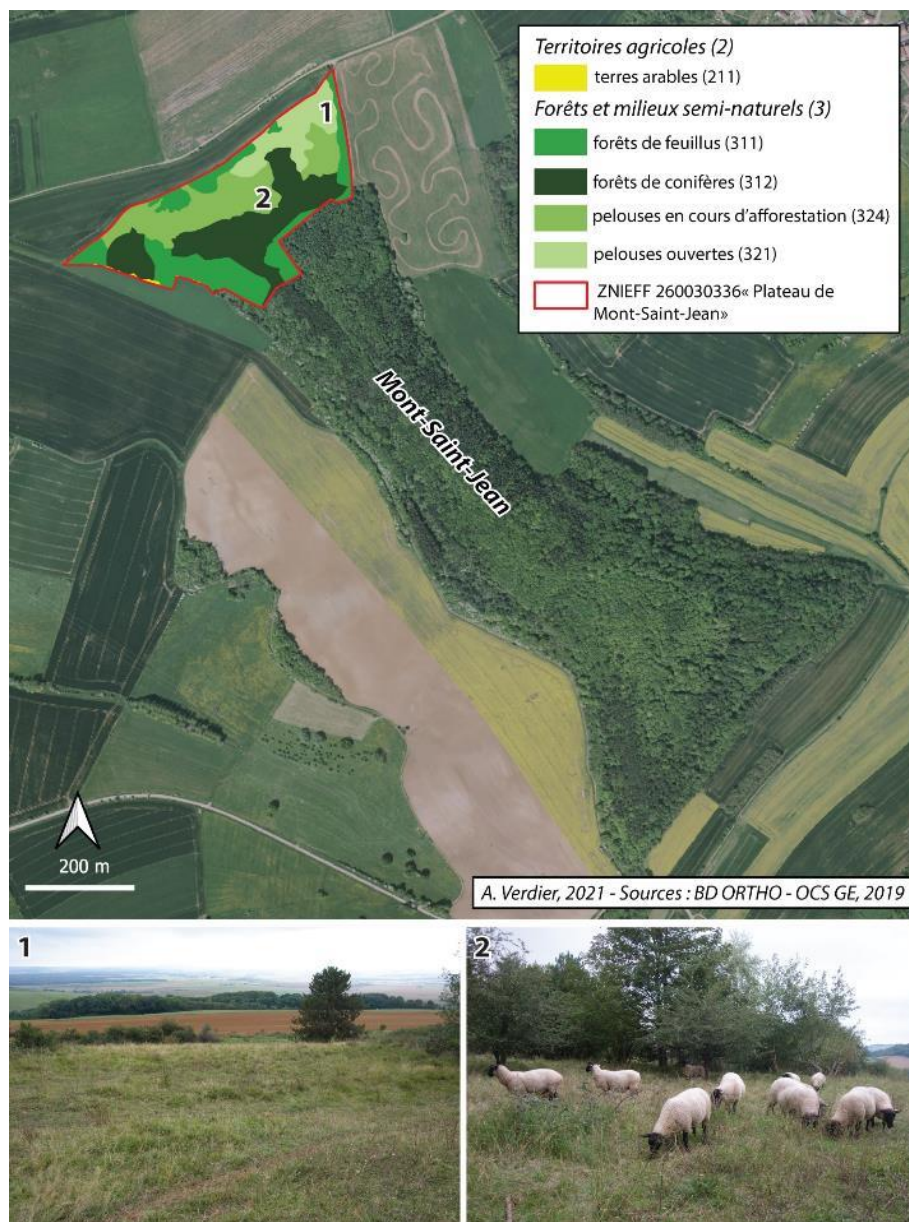 Territoires agricoles (2)
terres arables (211)
Forêts et milieux semi-naturels (3)
forêts de feuillus (311)
forêts de conifères (312)
pelouses en cours d'afforestation (324)
pelouses ouvertes (321)
ZNIEFF 260030336« Plateau de
Mont-Saint-Jean»
1
2
Mont-Saint-Jean
200 m
A. Verdier, 2021 - Sources : BD ORTHO - OCS GE, 2019
1
2